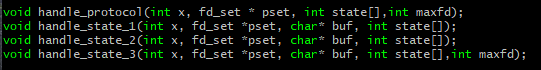 void handle_protocol(int x, fd_set * pset, int state[],int maxfd);
void handle_state_1(int x, fd_set *pset, char* buf, int state[]);
void handle_state_2(int x, fd_set *pset, char* buf, int state[]);
void handle_state_3(int x, fd_set *pset, char* buf, int state[],int maxfd);